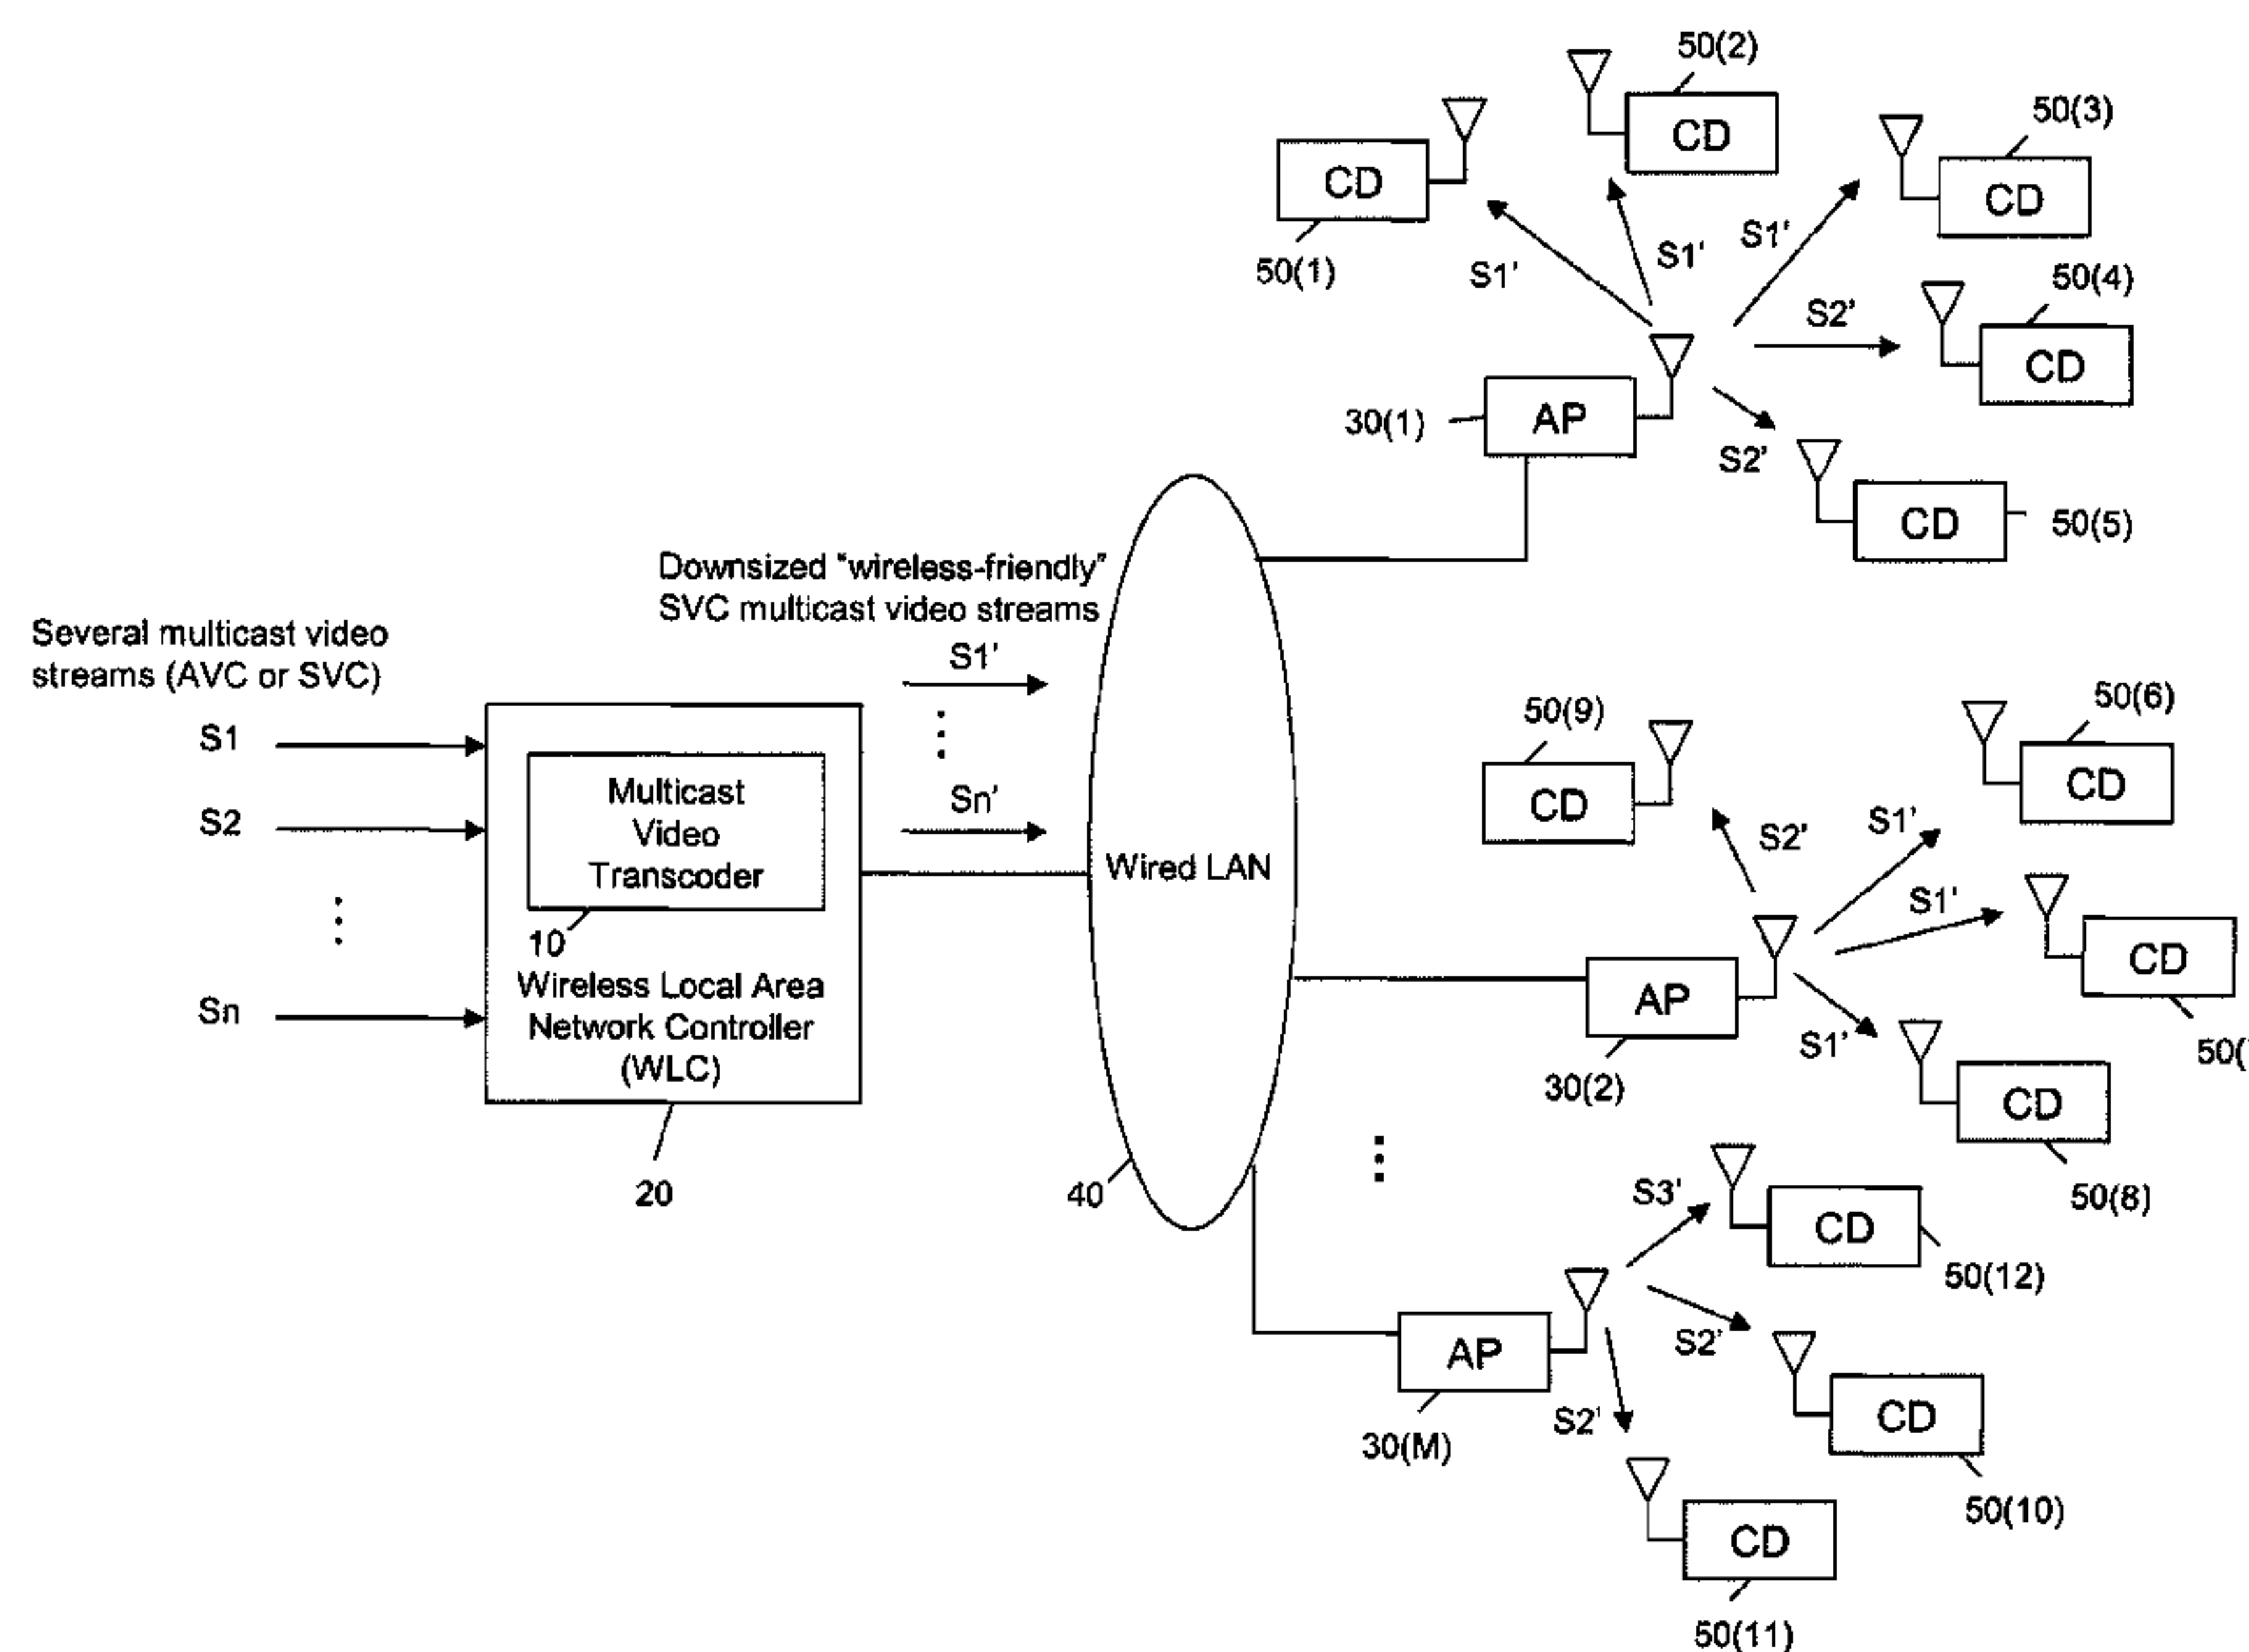 Several multicast video
streams (AVC or SVC)
S1
S2
Sn
Multicast
Video
Transcoder
10
Wireless Local Area
Network Controller
(WLC)
20
Downsized "wireless-friendly"
SVC multicast video streams
S1'
Sn'
Wired LAN
40
50(2)
CD
50(3)
CD
CD
50(1)
S1'
S1'
S1'
50(4)
S2'
CD
30(1)
AP
S2'
CD
50(5)
50(9)
CD
50(6)
CD
S2'
S1'
S1'
CD
50(
AP
30(2)
S1'
CD
50(8)
S3'
CD
50(12)
AP
30(M)
S2'
CD
50(10)
S2'
CD
50(11)